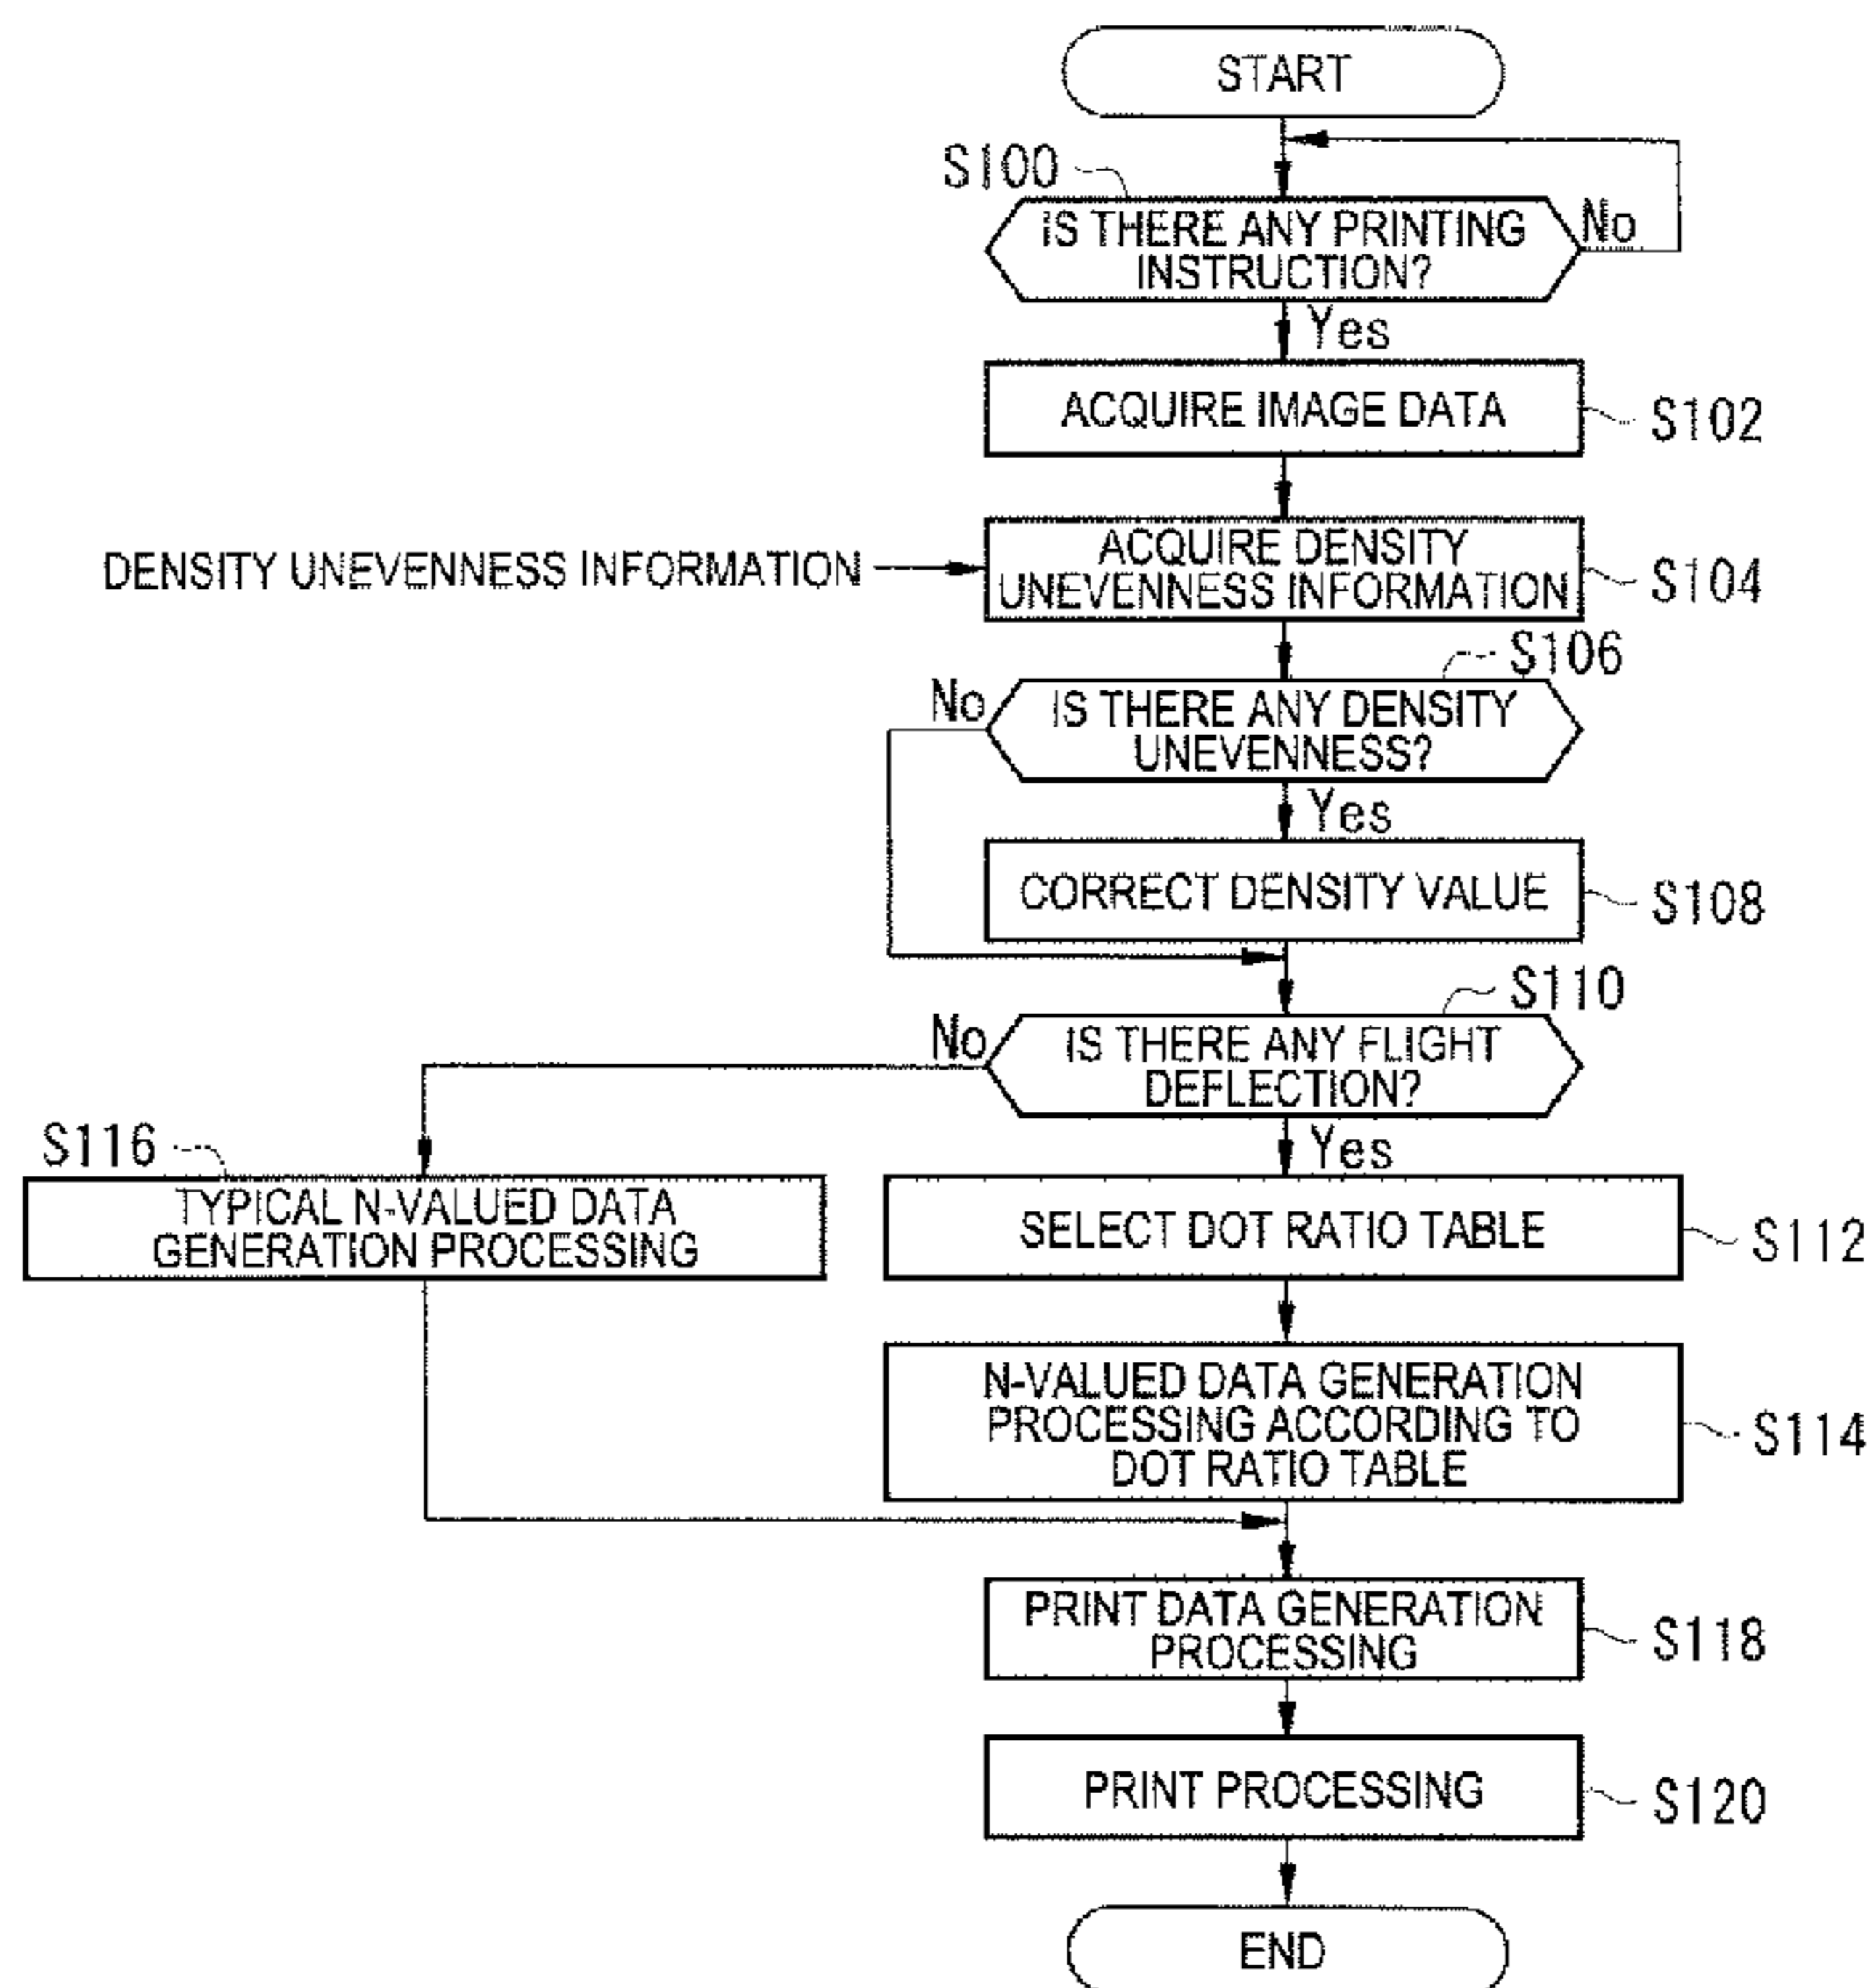 START
S100
IS THERE ANY PRINTING
INSTRUCTION?
No
Yes
ACQUIRE IMAGE DATA
S102
DENSITY UNEVENNESS INFORMATION
ACQUIRE DENSITY
UNEVENNESS INFORMATION
S104
S106
No
IS THERE ANY DENSITY
UNEVENNESS?
Yes
CORRECT DENSITY VALUE
S108
S110
No
IS THERE ANY FLIGHT
DEFLECTION?
Yes
S116
TYPICAL N-VALUED DATA
GENERATION PROCESSING
SELECT DOT RATIO TABLE
S112
N-VALUED DATA GENERATION
PROCESSING ACCORDING TO
DOT RATIO TABLE
S114
PRINT DATA GENERATION
PROCESSING
S118
PRINT PROCESSING
S120
END